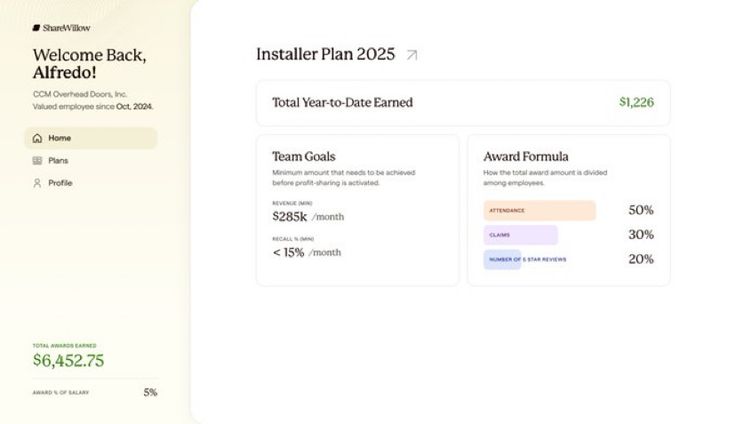 ShareWillow
Welcome Back,
Alfredo!
CCM Overhead Doors, Inc.
Valued employee since Oct, 2024.
Home
Plans
Profile
TOTAL AWARDS EARNED
$6,452.75
AWARD % OF SALARY
5%
Installer Plan 2025
Total Year-to-Date Earned
$1,226
Team Goals
Minimum amount that needs to be achieved
before profit-sharing is activated.
REVENUE (MIN)
$285k /month
RECALL % (MIN)
< 15% /month
Award Formula
How the total award amount is divided
among employees.
ATTENDANCE
50%
CLAIMS
30%
NUMBER OF 5 STAR REVIEWS
20%